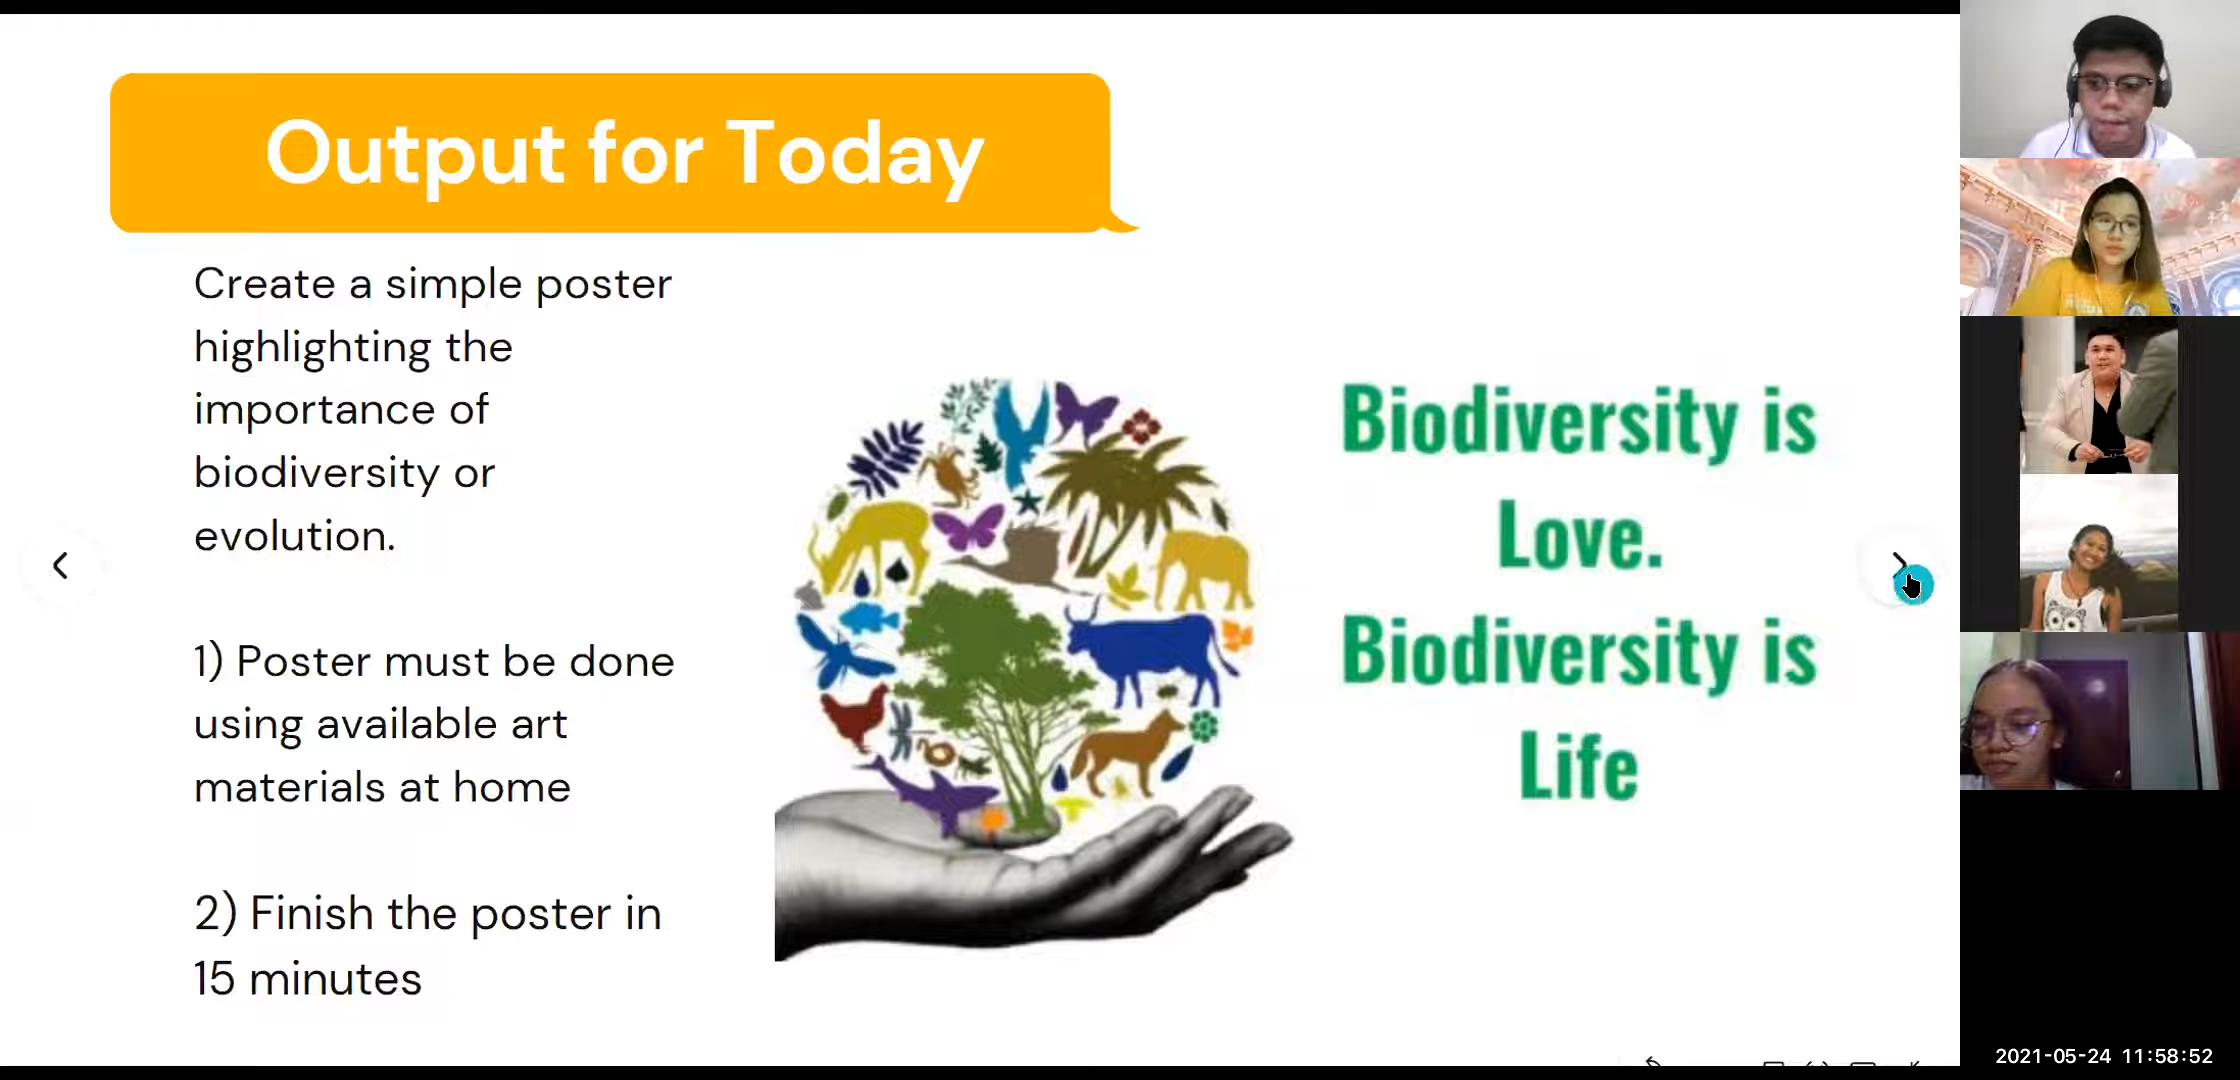 Output for Today
Create a simple poster
highlighting the
importance of
biodiversity or
evolution.
1) Poster must be done
using available art
materials at home
2) Finish the poster in
15 minutes
Biodiversity is
Love.
Biodiversity is
Life
2021-05-24 11:58:52